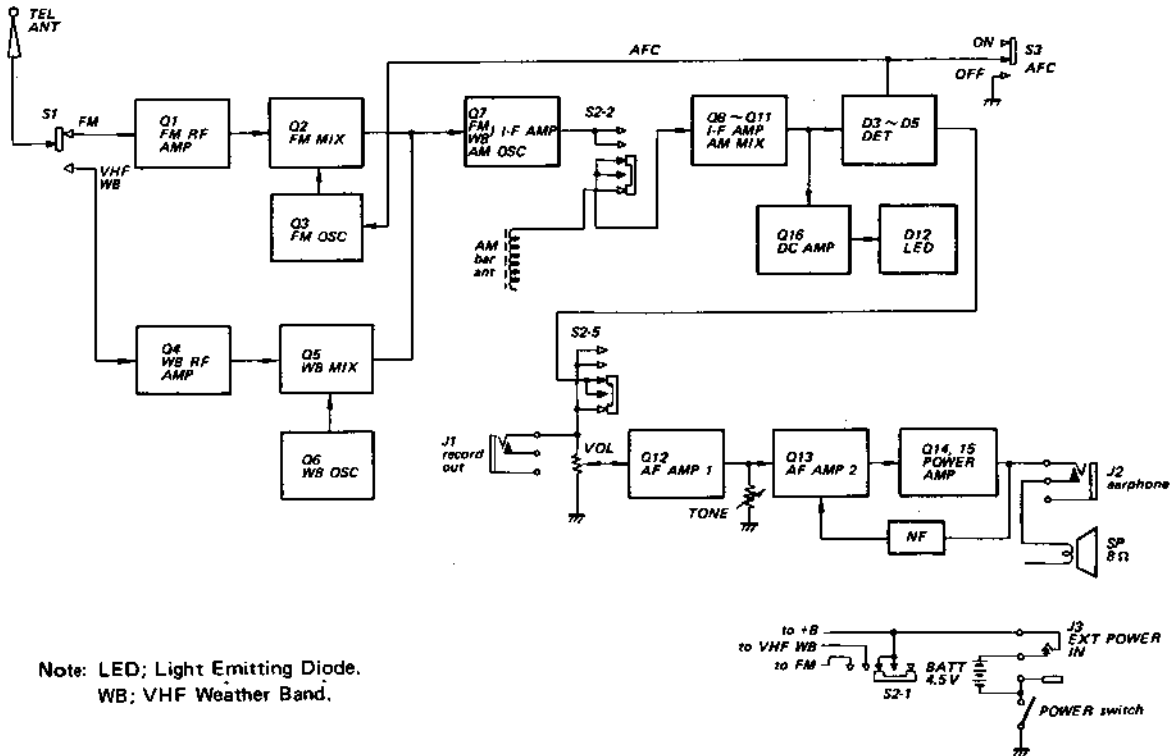 TEL
ANT
S1
FM
VHF
WB
Q1
FM RF
AMP
Q2
FM MIX
Q3
FM OSC
Q4
WB RF
AMP
Q5
WB MIX
Q6
WB OSC
AFC
Q7
FM
WB I-F AMP
AM OSC
S2-2
AM
bar
ant
Q8 ~ Q11
I-F AMP
AM MIX
D3 ~ D5
DET
ON
OFF
S3
AFC
Q16
DC AMP
D12
LED
S2-5
J1
record
out
VOL
Q12
AF AMP 1
TONE
Q13
AF AMP 2
Q14, 15
POWER
AMP
NF
J2
earphone
SP
8Ω
to +B
to VHF WB
to FM
S2-1
BATT
4.5V
J3
EXT POWER
IN
POWER switch
Note: LED; Light Emitting Diode.
WB; VHF Weather Band.